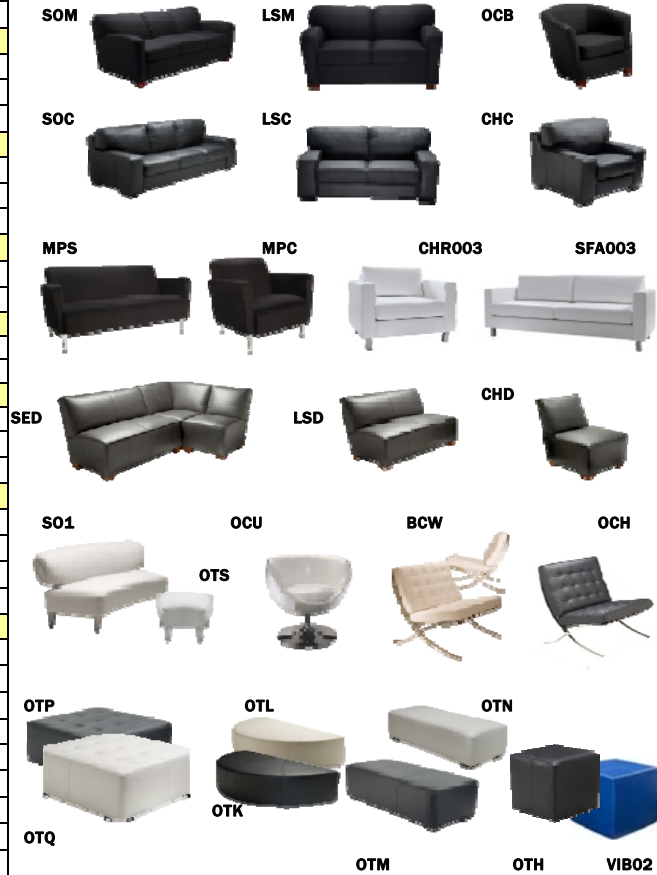 SOM LSM OCB
SOC LSC CHC
MPS MPC CHR003 SFA003
SED LSD CHD
SO1 OCU BCW OCH
OTS
OTP OTL OTN
OTK
OTQ
OTM OTH VIB02